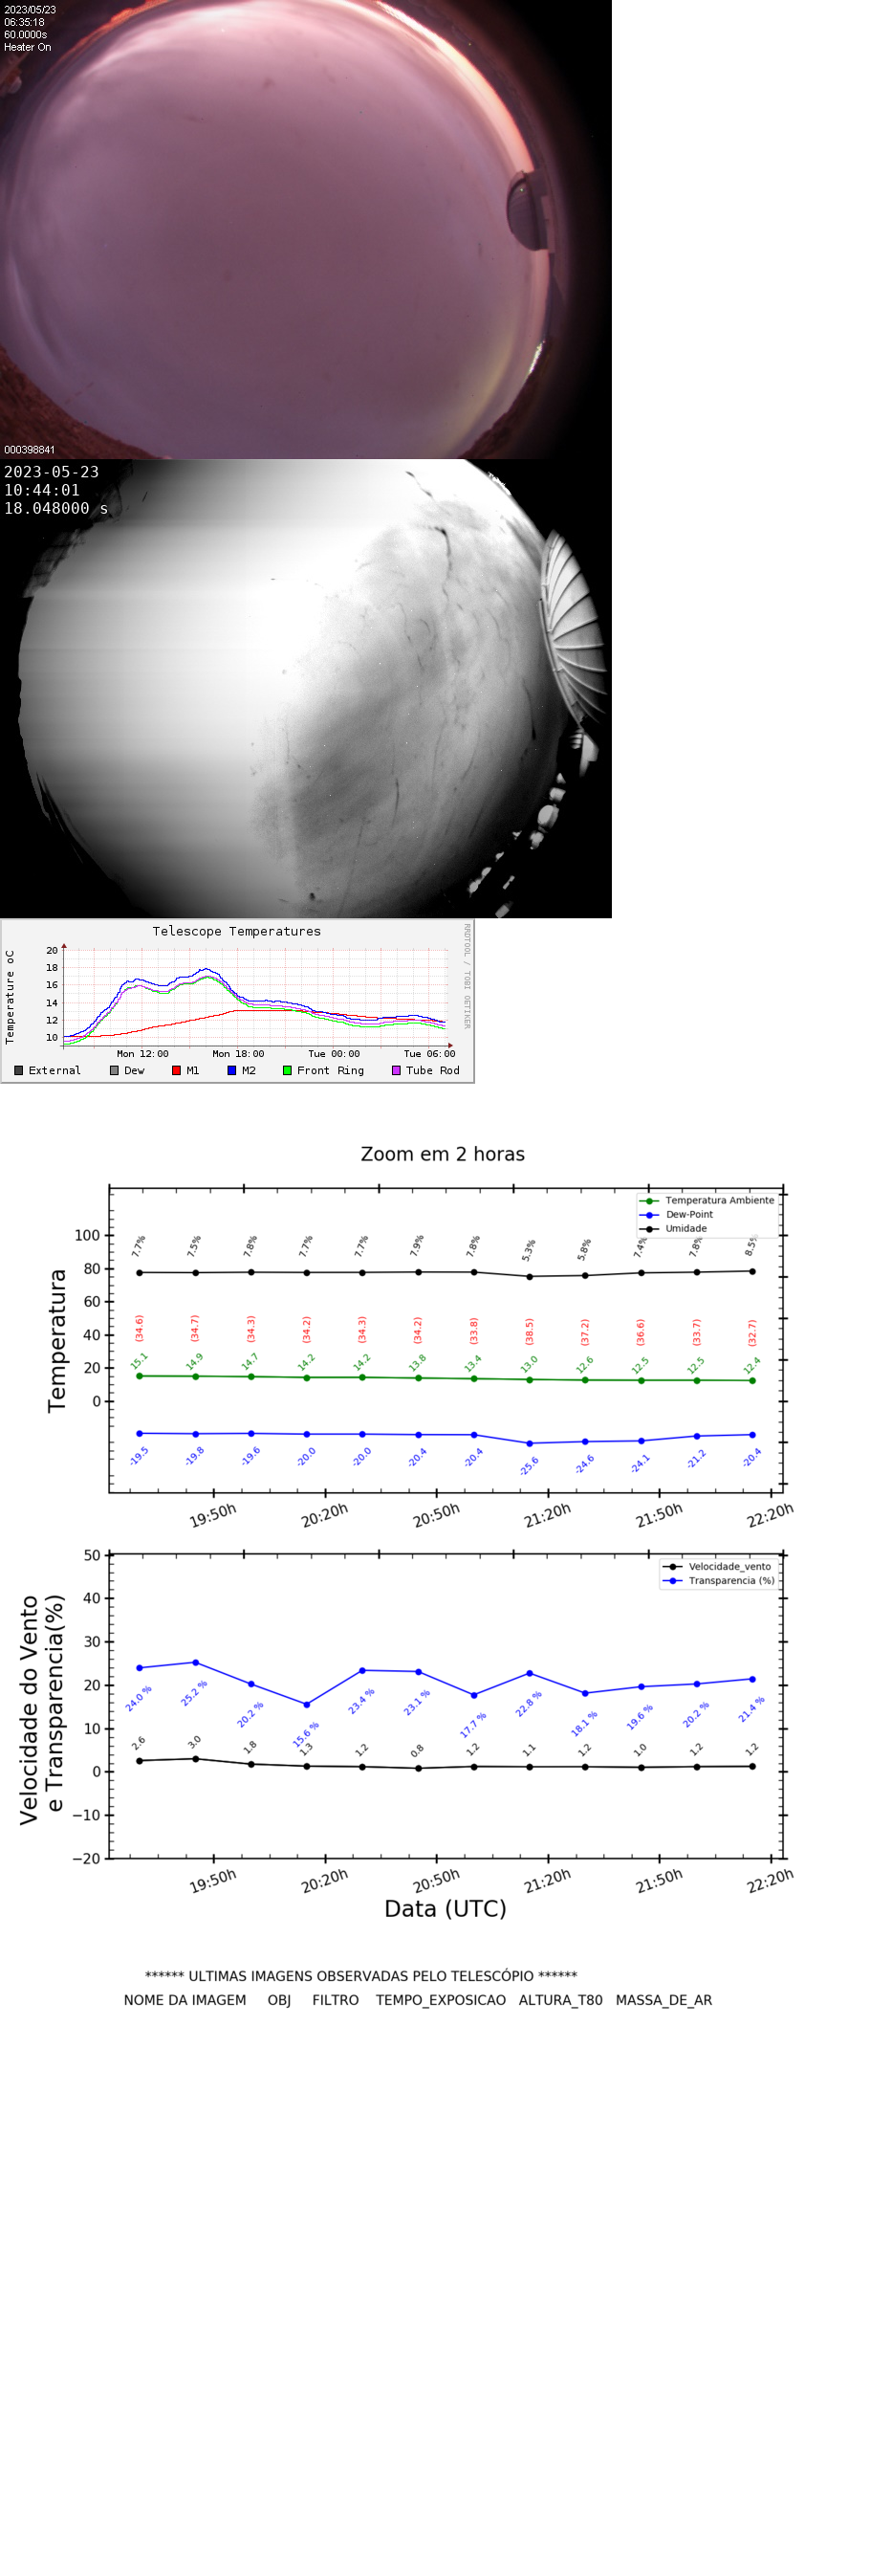 2023/05/23
06:35:18
60.0000s
Heater On
000398841
2023-05-23
10:44:01
18.048000 s
Telescope Temperatures
RRDTOOL / TOBI OETIKER
Temperature oC
20
18
16
14
12
10
Mon 12:00 Mon 18:00 Tue 00:00 Tue 06:00
External Dew M1 M2 Front Ring Tube Rod
Zoom em 2 horas
Temperatura Ambiente
Dew-Point
Umidade
Temperatura
100
80
60
40
20
0
7.7% 7.5% 7.8% 7.7% 7.7% 7.9% 7.8% 5.3% 5.8% 7.4% 7.8% 8.5%
(34.6) (34.7) (34.3) (34.2) (34.3) (34.2) (33.8) (38.5) (37.2) (36.6) (33.7) (32.7)
15.1 14.9 14.7 14.2 14.2 13.8 13.4 13.0 12.6 12.5 12.5 12.4
-19.5 -19.8 -19.6 -20.0 -20.0 -20.4 -20.4 -25.6 -24.6 -24.1 -21.2 -20.4
19:50h 20:20h 20:50h 21:20h 21:50h 22:20h
Velocidade_vento
Transparencia (%)
Velocidade do Vento
e Transparencia(%)
50
40
30
20
10
0
−10
−20
24.0 % 25.2 % 20.2 % 15.6 % 23.4 % 23.1 % 17.7 % 22.8 % 18.1 % 19.6 % 20.2 % 21.4 %
2.6 3.0 1.8 1.3 1.2 0.8 1.2 1.1 1.2 1.0 1.2 1.2
19:50h 20:20h 20:50h 21:20h 21:50h 22:20h
Data (UTC)
****** ULTIMAS IMAGENS OBSERVADAS PELO TELESCÓPIO ******
NOME DA IMAGEM OBJ FILTRO TEMPO_EXPOSICAO ALTURA_T80 MASSA_DE_AR